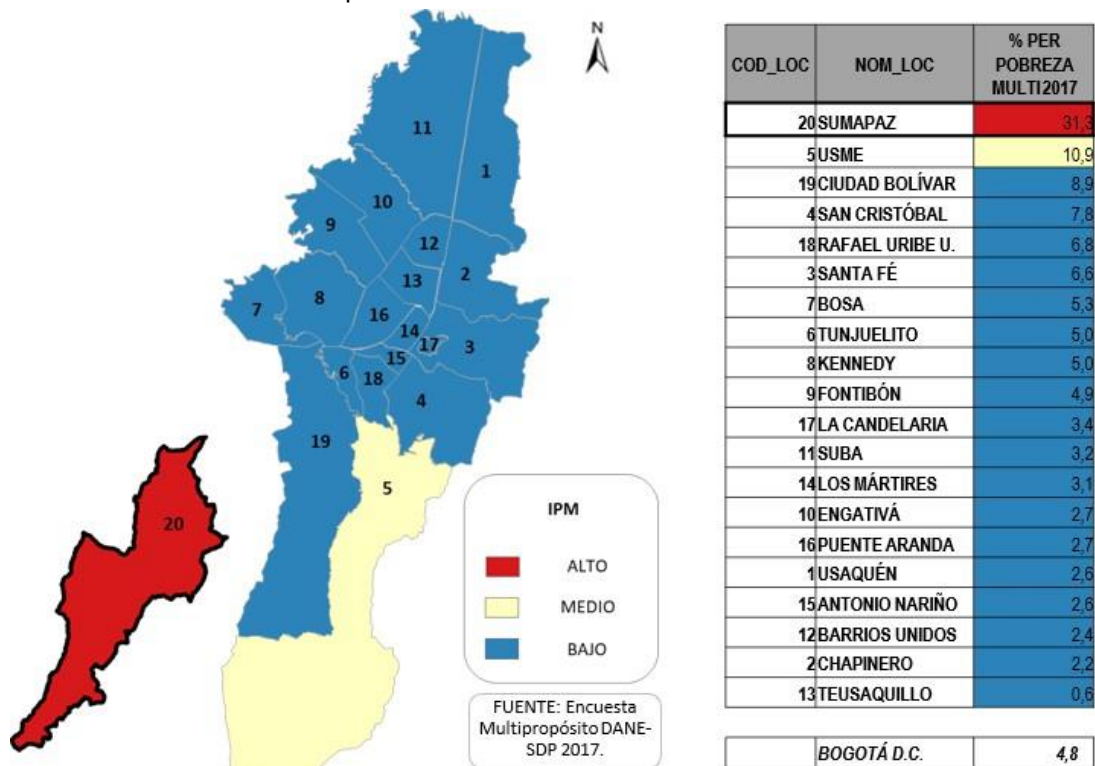 N
11
1
10
9
12
2
13
7
8
16
14
17
3
15
6
18
4
19
5
20
IPM
ALTO
MEDIO
BAJO
FUENTE: Encuesta
Multipropósito DANE-
SDP 2017.
COD_LOC NOM_LOC % PER POBREZA MULTI 2017
20 SUMAPAZ 31,3
5 USME 10,9
19 CIUDAD BOLÍVAR 8,9
4 SAN CRISTÓBAL 7,8
18 RAFAEL URIBE U. 6,8
3 SANTA FÉ 6,6
7 BOSA 5,3
6 TUNJUELITO 5,0
8 KENNEDY 5,0
9 FONTIBÓN 4,9
17 LA CANDELARIA 3,4
11 SUBA 3,2
14 LOS MÁRTIRES 3,1
10 ENGATIVÁ 2,7
16 PUENTE ARANDA 2,7
1 USAQUÉN 2,6
15 ANTONIO NARIÑO 2,6
12 BARRIOS UNIDOS 2,4
2 CHAPINERO 2,2
13 TEUSAQUILLO 0,6
BOGOTÁ D.C. 4,8